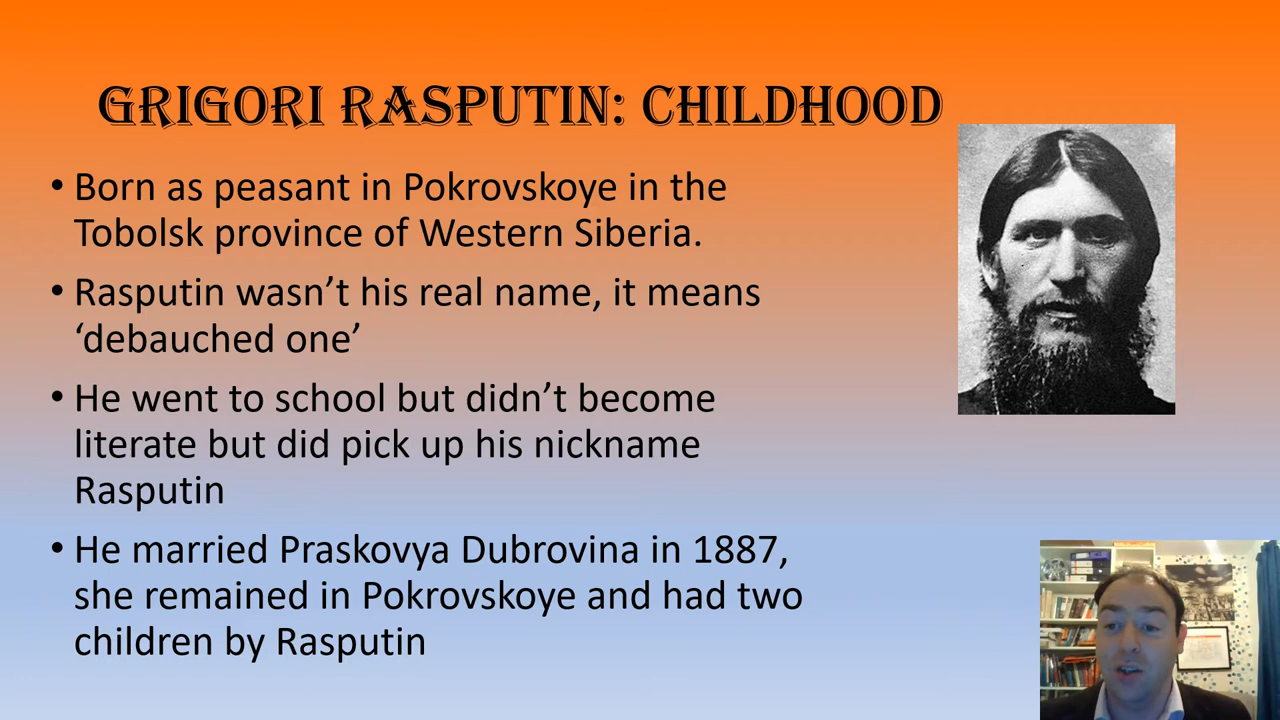 GRIGORI RASPUTIN: CHILDHOOD
• Born as peasant in Pokrovskoye in the
Tobolsk province of Western Siberia.
• Rasputin wasn’t his real name, it means
‘debauched one’
• He went to school but didn’t become
literate but did pick up his nickname
Rasputin
• He married Praskovya Dubrovina in 1887,
she remained in Pokrovskoye and had two
children by Rasputin